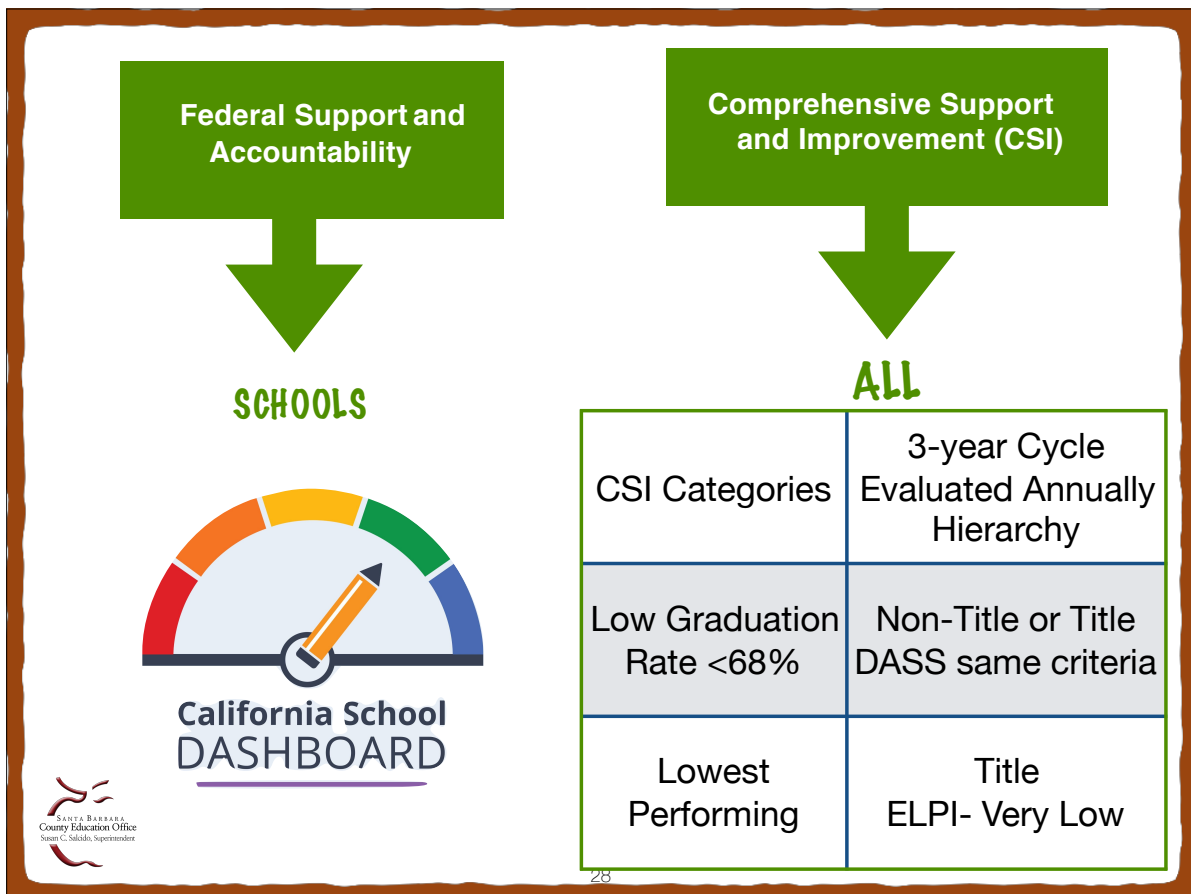 Federal Support and
Accountability
Comprehensive Support
and Improvement (CSI)
SCHOOLS
ALL
CSI Categories
3-year Cycle
Evaluated Annually
Hierarchy
Low Graduation
Rate <68%
Non-Title or Title
DASS same criteria
Lowest
Performing
Title
ELPI- Very Low
California School
DASHBOARD
SANTA BARBARA
County Education Office
Susan C. Salcido, Superintendent
28